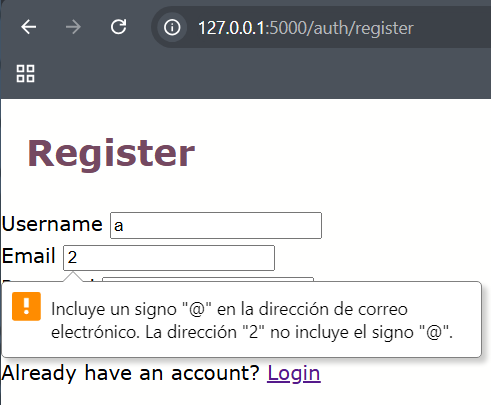 127.0.0.1:5000/auth/register
Register
Username a
Email 2
Incluye un signo "@" en la dirección de correo
electrónico. La dirección "2" no incluye el signo "@".
Already have an account? Login